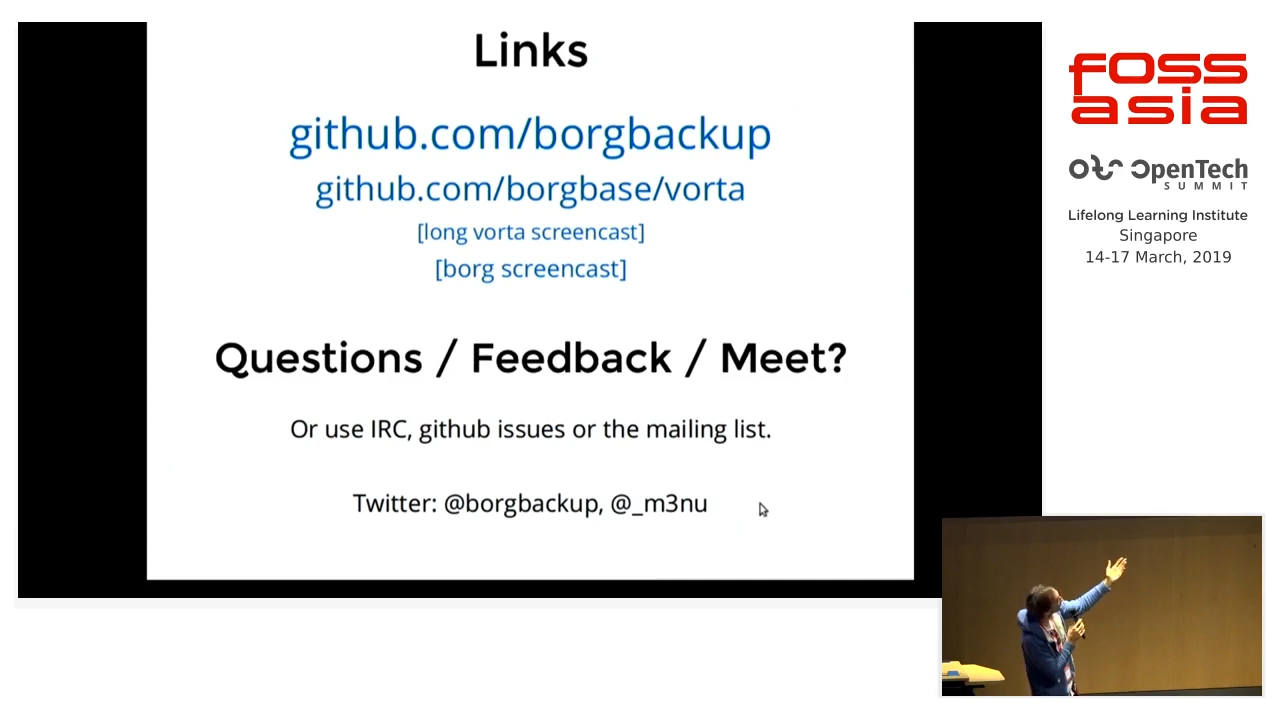 Links
github.com/borgbackup
github.com/borgbase/vorta
[long vorta screencast]
[borg screencast]
Questions / Feedback / Meet?
Or use IRC, github issues or the mailing list.
Twitter: @borgbackup, @_m3nu
fossasia
OpenTech
SUMMIT
Lifelong Learning Institute
Singapore
14-17 March, 2019